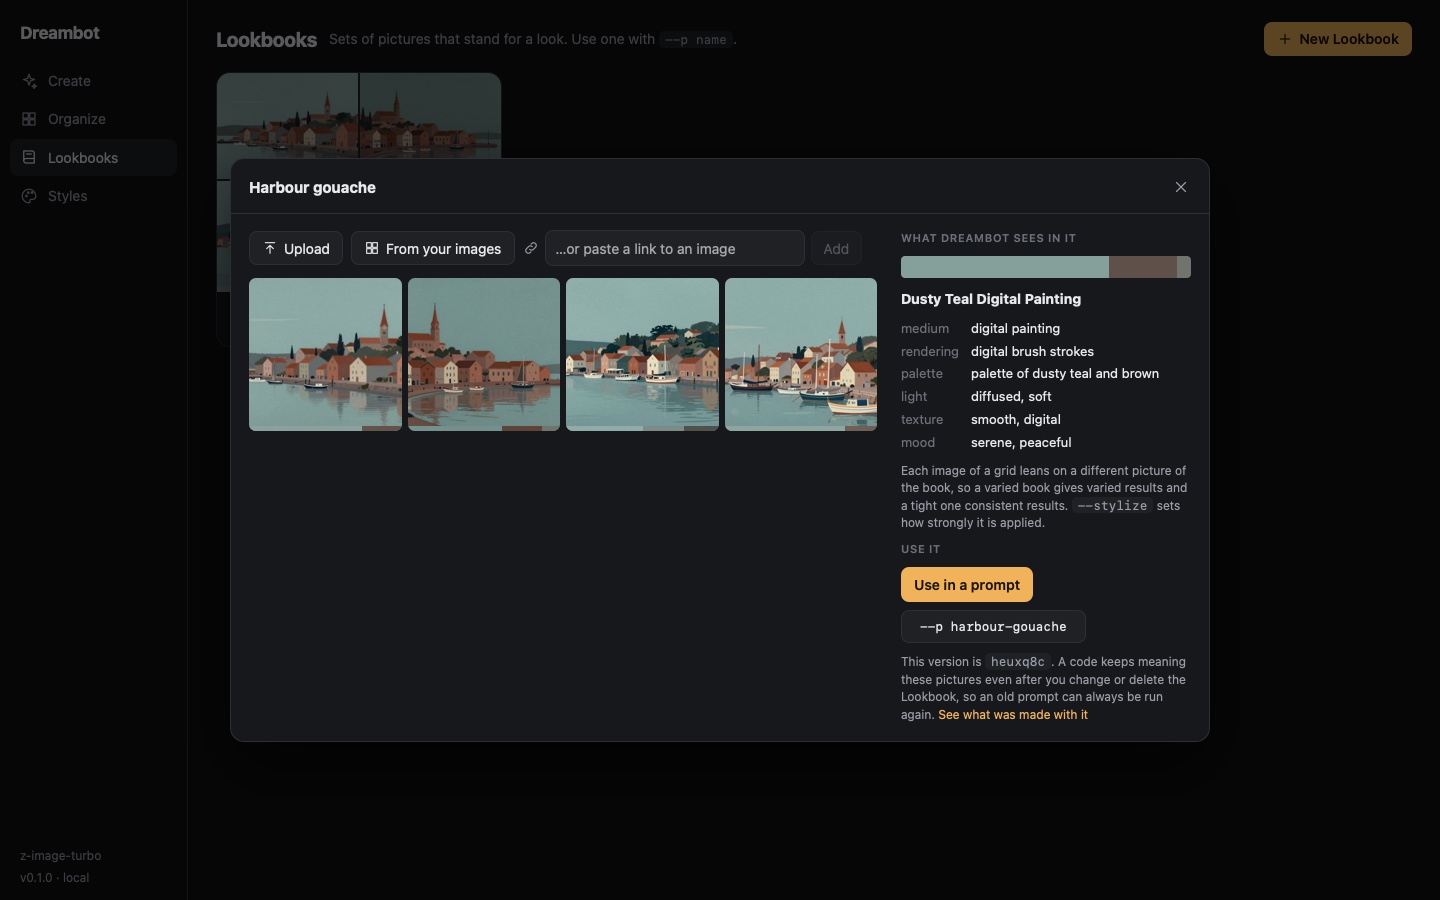 Dreambot
Create
Organize
Lookbooks
Styles
z-image-turbo
v0.1.0 · local
Lookbooks
Sets of pictures that stand for a look. Use one with --p name.
+ New Lookbook
Harbour gouache
Upload
From your images
...or paste a link to an image
Add
WHAT DREAMBOT SEES IN IT
Dusty Teal Digital Painting
medium digital painting
rendering digital brush strokes
palette palette of dusty teal and brown
light diffused, soft
texture smooth, digital
mood serene, peaceful
Each image of a grid leans on a different picture of
the book, so a varied book gives varied results and
a tight one consistent results. --stylize sets
how strongly it is applied.
USE IT
Use in a prompt
--p harbour-gouache
This version is heuxq8c. A code keeps meaning
these pictures even after you change or delete the
Lookbook, so an old prompt can always be run
again. See what was made with it